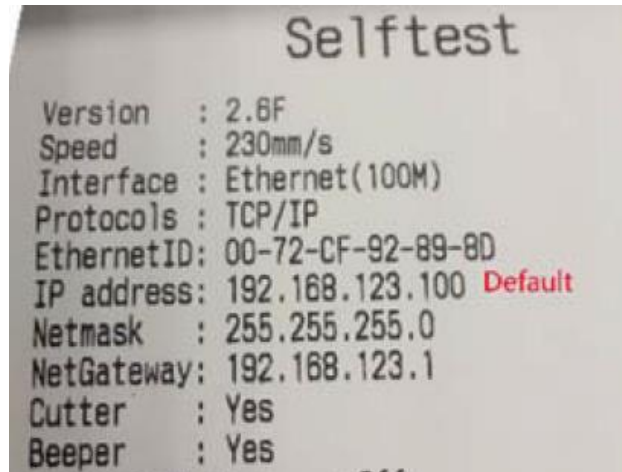 Selftest
Version : 2.6F
Speed : 230mm/s
Interface : Ethernet(100M)
Protocols : TCP/IP
EthernetID: 00-72-CF-92-89-8D
IP address: 192.168.123.100 Default
Netmask : 255.255.255.0
NetGateway: 192.168.123.1
Cutter : Yes
Beeper : Yes